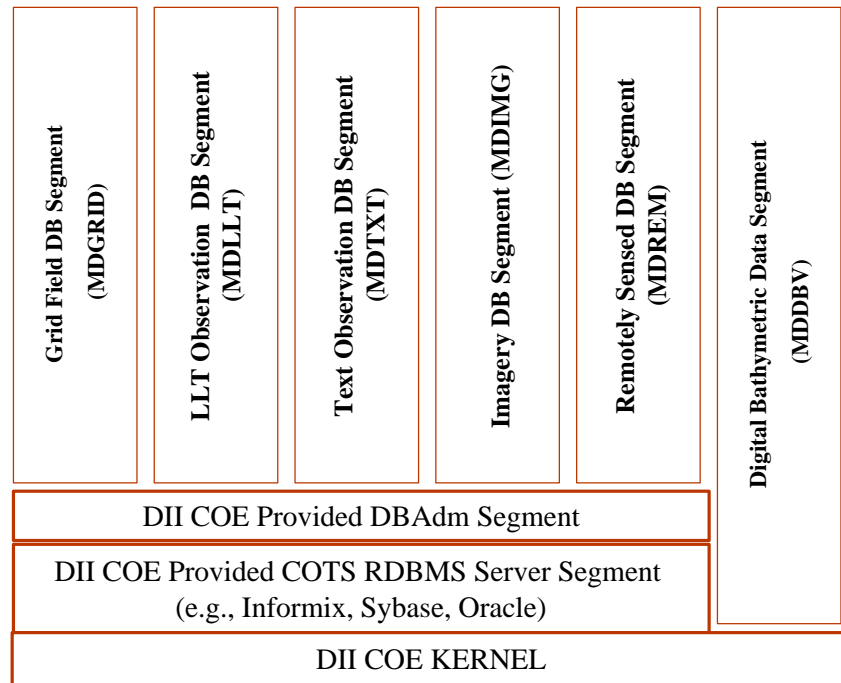 Grid Field DB Segment
(MDGRID)
LLT Observation DB Segment
(MDLLT)
Text Observation DB Segment
(MDTXT)
Imagery DB Segment (MDIMG)
Remotely Sensed DB Segment
(MDREM)
Digital Bathymetric Data Segment
(MDDBV)
DII COE Provided DBAdm Segment
DII COE Provided COTS RDBMS Server Segment
(e.g., Informix, Sybase, Oracle)
DII COE KERNEL